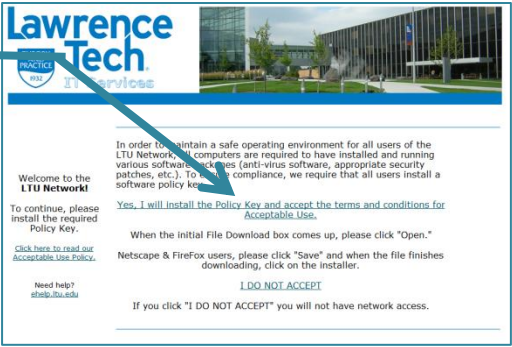 Lawrence
Tech
PRACTICE
1932
IT Services
Welcome to the
LTU Network!
To continue, please
install the required
Policy Key.
Click here to read our
Acceptable Use Policy.
Need help?
ehelp.ltu.edu
In order to maintain a safe operating environment for all users of the
LTU Network, all computers are required to have installed and running
various software packages (anti-virus software, appropriate security
patches, etc.). To ensure compliance, we require that all users install a
software policy key.
Yes, I will install the Policy Key and accept the terms and conditions for
Acceptable Use.
When the initial File Download box comes up, please click "Open."
Netscape & FireFox users, please click "Save" and when the file finishes
downloading, click on the installer.
I DO NOT ACCEPT
If you click "I DO NOT ACCEPT" you will not have network access.